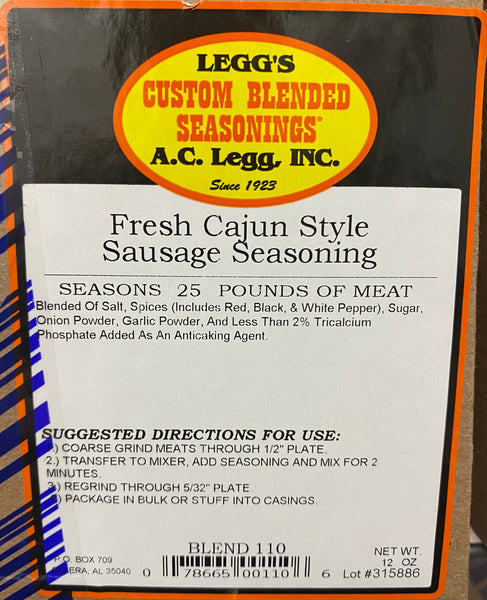 LEGG'S
CUSTOM BLENDED
SEASONINGS®
A.C. Legg, INC.
Since 1923
Fresh Cajun Style
Sausage Seasoning
SEASONS 25 POUNDS OF MEAT
Blended Of Salt, Spices (Includes Red, Black, & White Pepper), Sugar,
Onion Powder, Garlic Powder, And Less Than 2% Tricalcium
Phosphate Added As An Anticaking Agent.
SUGGESTED DIRECTIONS FOR USE:
.) COARSE GRIND MEATS THROUGH 1/2" PLATE.
2.) TRANSFER TO MIXER, ADD SEASONING AND MIX FOR 2
MINUTES.
3.) REGRIND THROUGH 5/32" PLATE
) PACKAGE IN BULK OR STUFF INTO CASINGS.
BLEND 110
P.O. BOX 709
AL 35040
0 78665 00110 6
NET WT.
12 OZ
Lot #315886